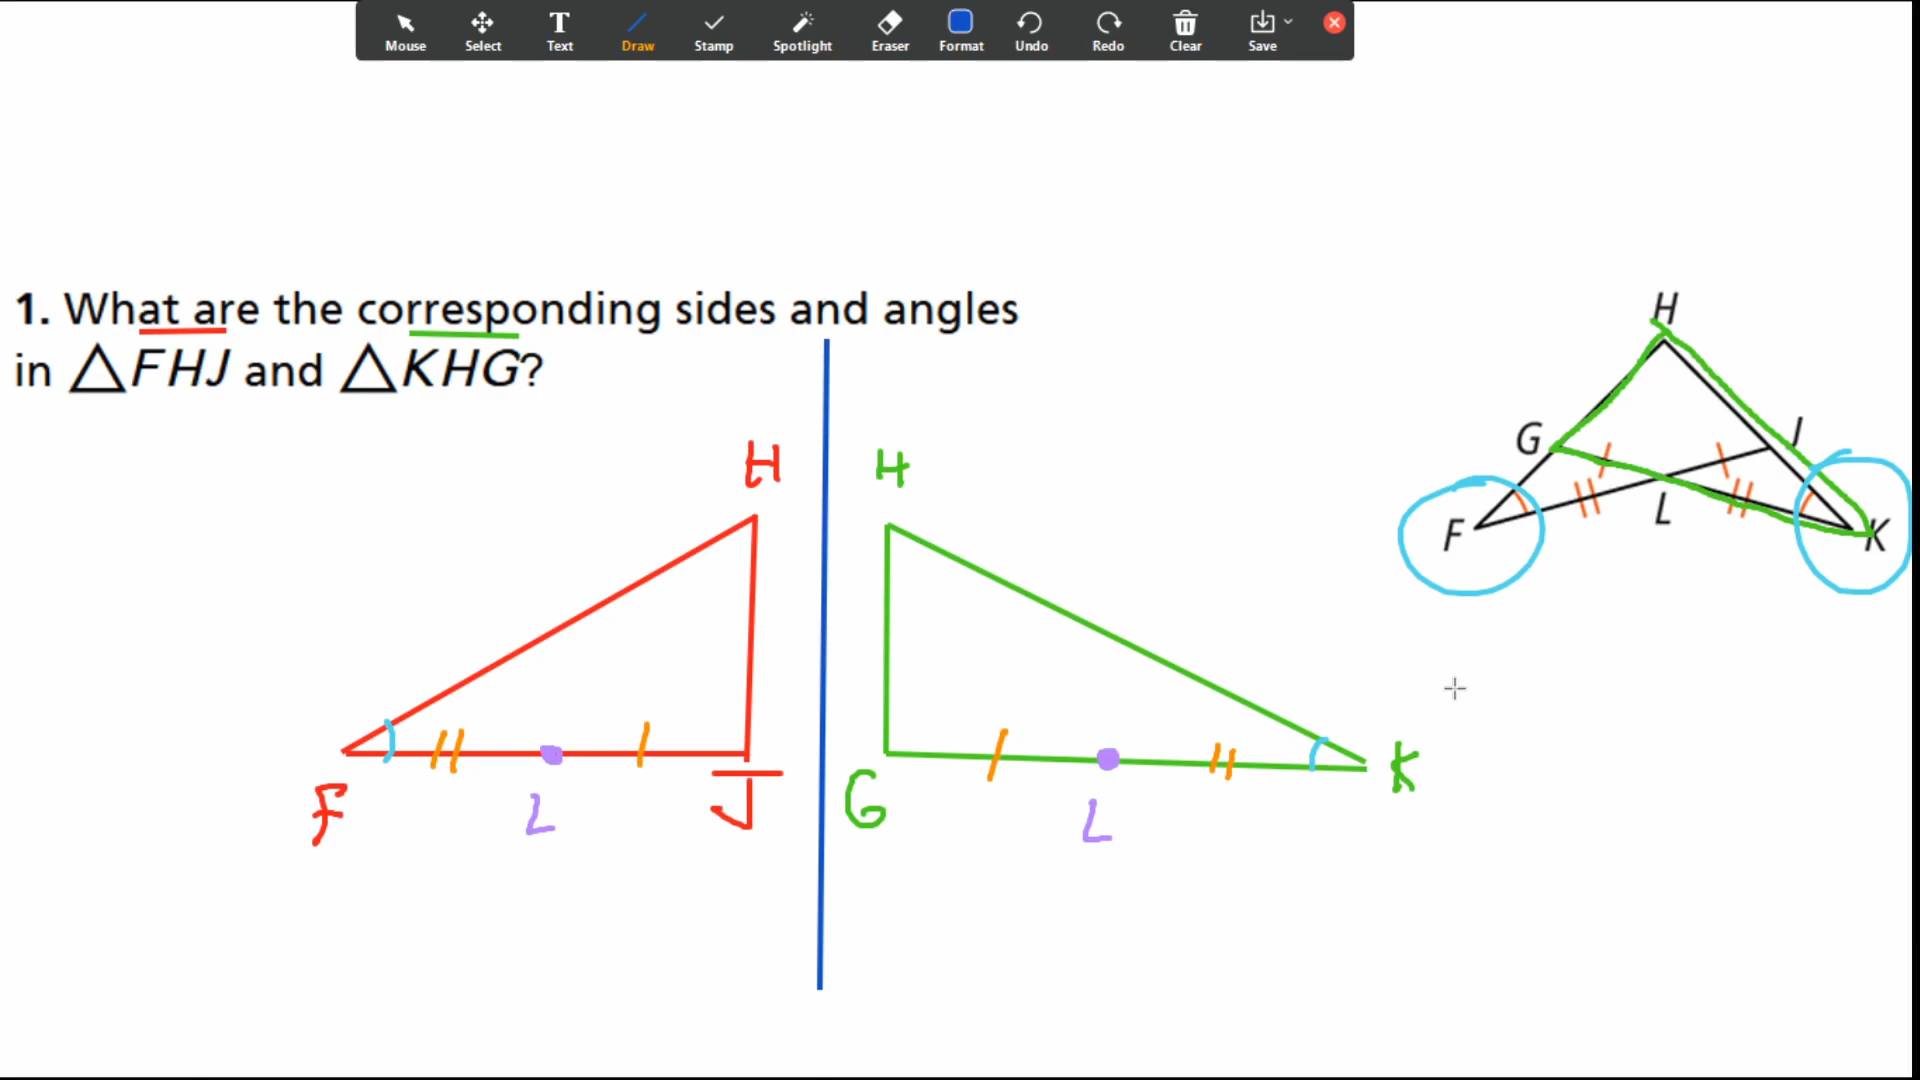 Mouse Select Text Draw Stamp Spotlight Eraser Format Undo Redo Clear Save
1. What are the corresponding sides and angles
in △FHJ and △KHG?
H
G J
F L K
H H
F L J G L K